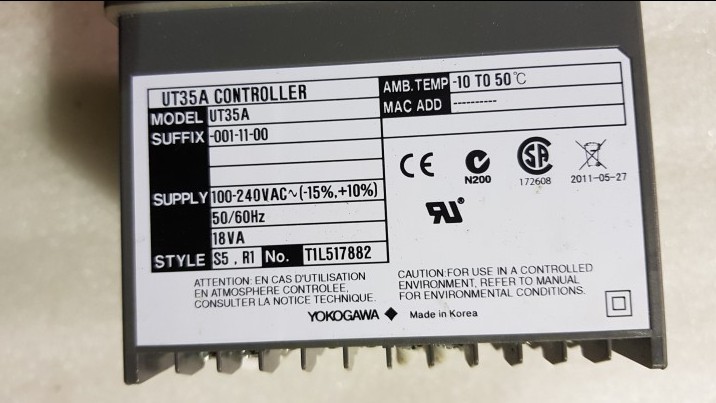 UT35A CONTROLLER
MODEL UT35A
SUFFIX -001-11-00
SUPPLY 100-240VAC~(-15%,+10%)
50/60Hz
18VA
STYLE S5 , R1 No. T1L517882
AMB.TEMP -10 TO 50℃
MAC ADD ----------
CE
N200
SA
172608
2011-05-27
RU®
ATTENTION: EN CAS D'UTILISATION
EN ATMOSPHERE CONTROLEE,
CONSULTER LA NOTICE TECHNIQUE.
CAUTION:FOR USE IN A CONTROLLED
ENVIRONMENT, REFER TO MANUAL
FOR ENVIRONMENTAL CONDITIONS.
YOKOGAWA ◆ Made in Korea